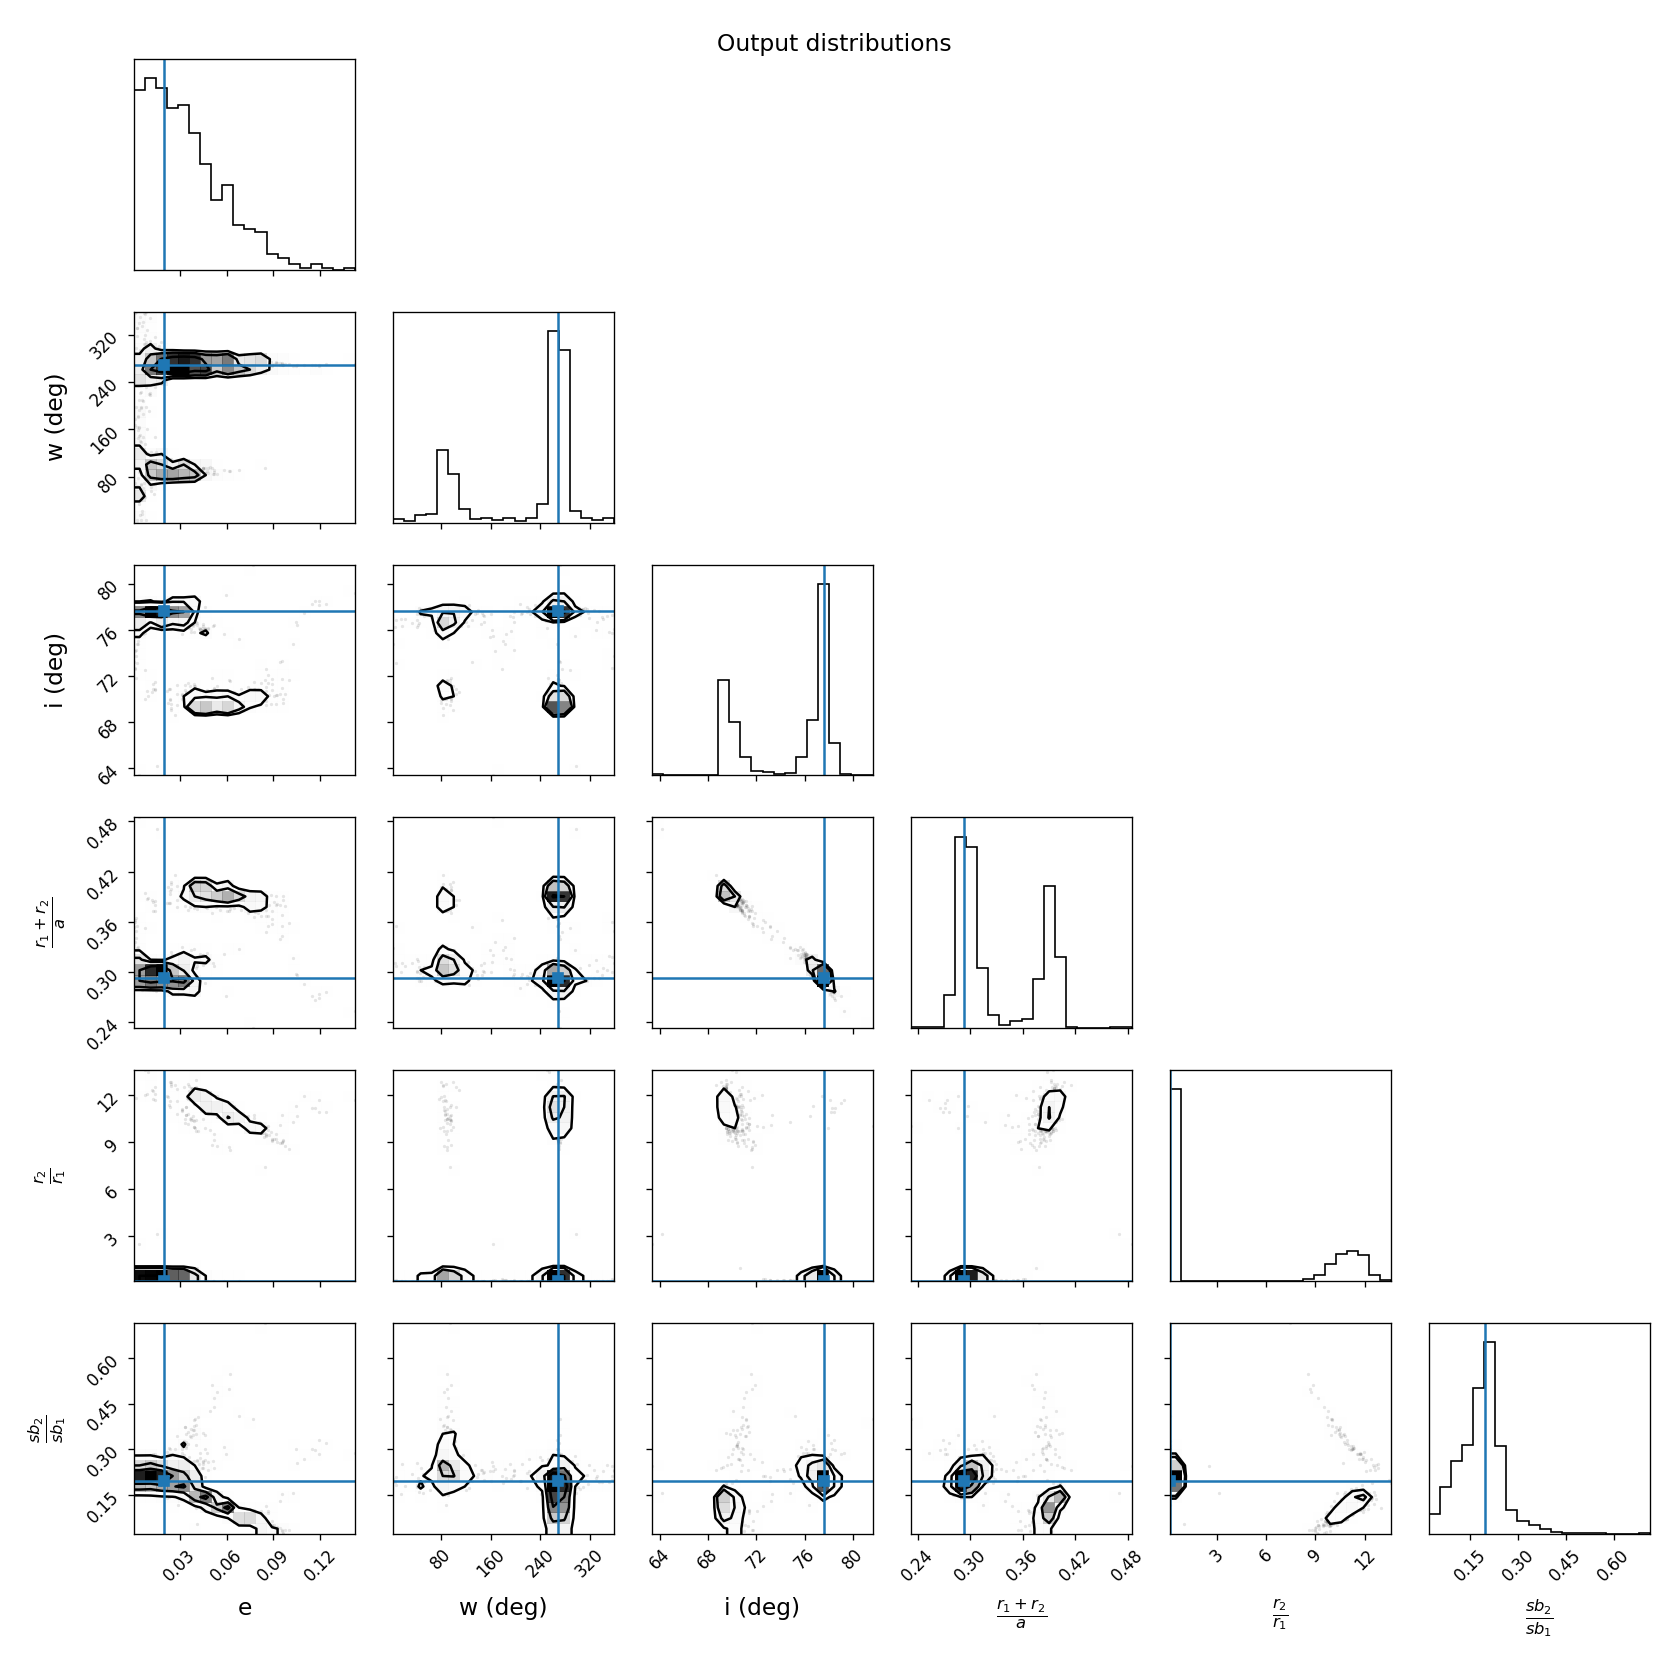 Output distributions
w (deg)
320
240
160
80
i (deg)
80
76
72
68
64
r1 + r2
a
0.48
0.42
0.36
0.30
0.24
r2
r1
12
9
6
3
sb2
sb1
0.60
0.45
0.30
0.15
0.03 0.06 0.09 0.12
80 160 240 320
64 68 72 76 80
0.24 0.30 0.36 0.42 0.48
3 6 9 12
0.15 0.30 0.45 0.60
e
w (deg)
i (deg)
r1 + r2
a
r2
r1
sb2
sb1